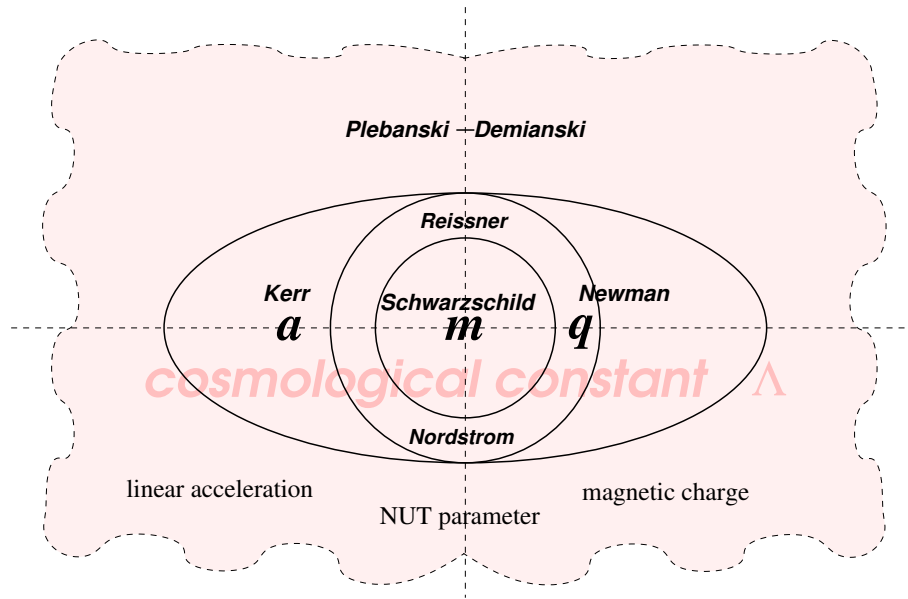 Plebanski – Demianski
Reissner
Kerr
Newman
Schwarzschild
a
m
q
cosmological constant Λ
Nordstrom
linear acceleration
magnetic charge
NUT parameter